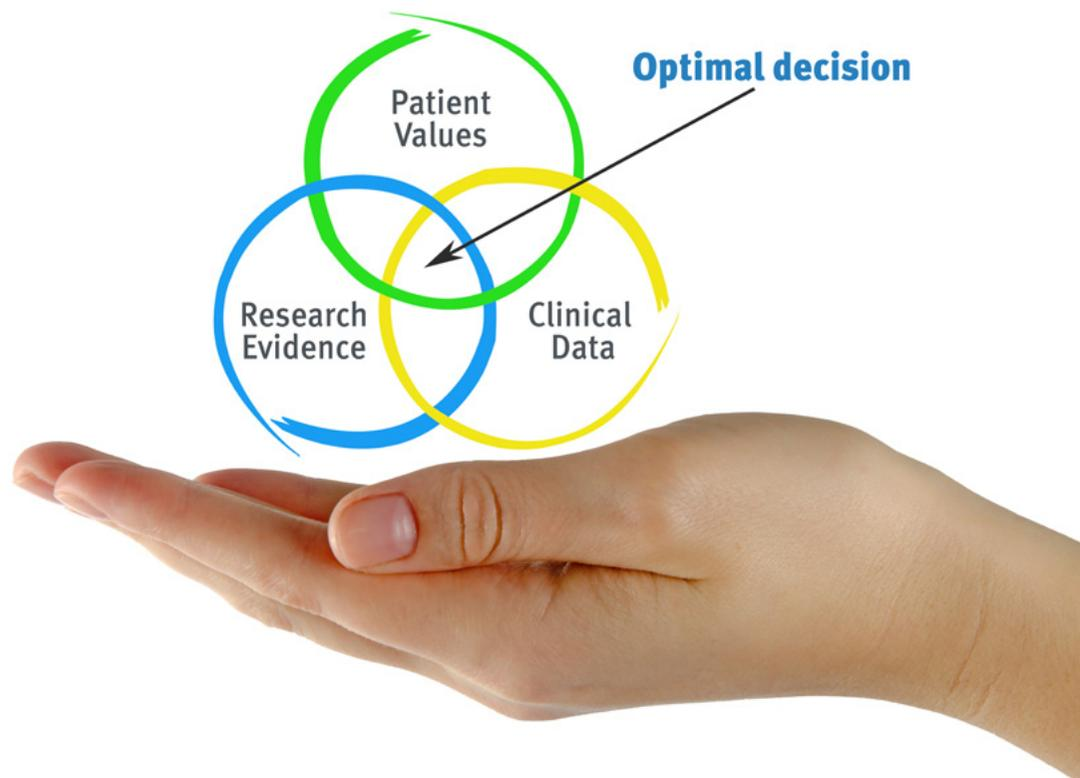 Optimal decision
Patient
Values
Research
Evidence
Clinical
Data